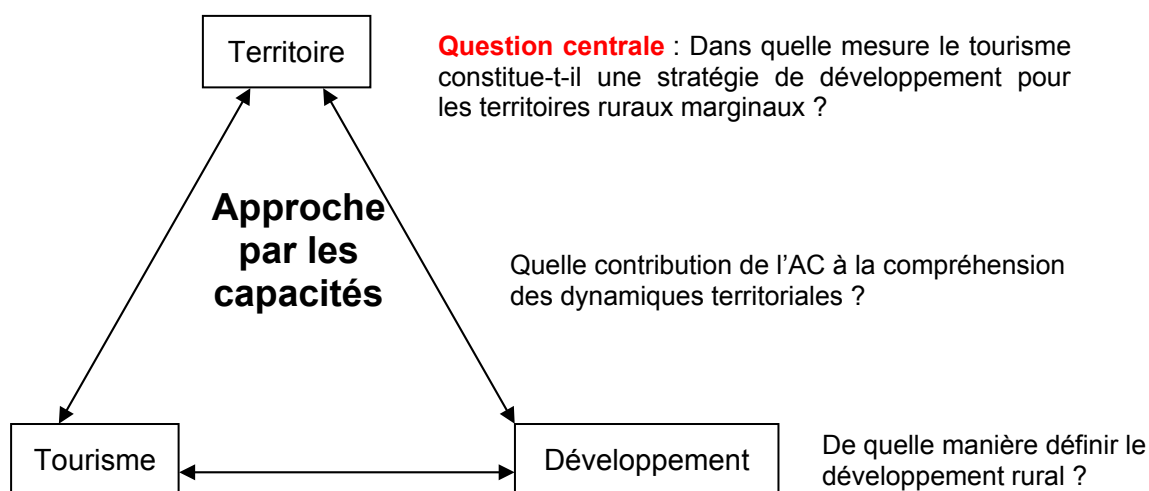 Territoire
Question centrale : Dans quelle mesure le tourisme
constitue-t-il une stratégie de développement pour
les territoires ruraux marginaux ?
Approche
par les
capacités
Quelle contribution de l’AC à la compréhension
des dynamiques territoriales ?
Tourisme
Développement
De quelle manière définir le
développement rural ?